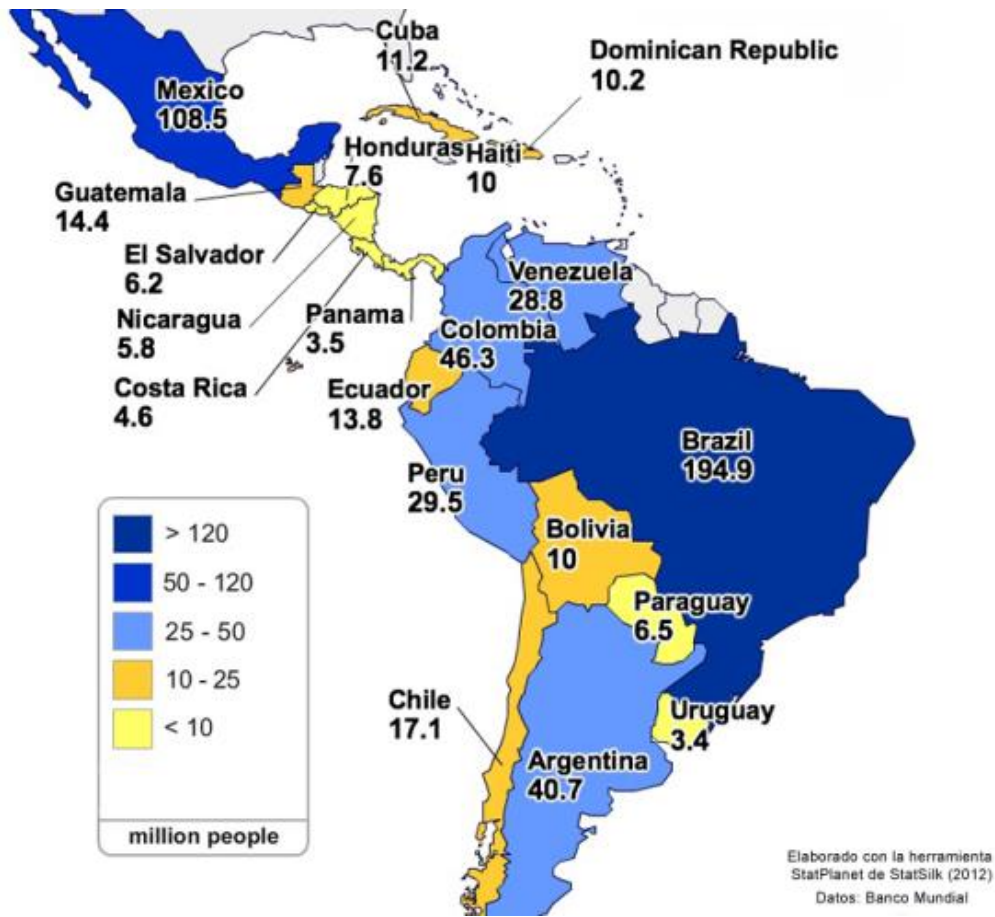 Cuba
11.2
Dominican Republic
10.2
Mexico
108.5
Honduras
7.6
Haiti
10
Guatemala
14.4
El Salvador
6.2
Nicaragua
5.8
Costa Rica
4.6
Panama
3.5
Venezuela
28.8
Colombia
46.3
Ecuador
13.8
Peru
29.5
Brazil
194.9
Bolivia
10
Paraguay
6.5
Chile
17.1
Uruguay
3.4
Argentina
40.7
> 120
50 - 120
25 - 50
10 - 25
< 10
million people
Elaborado con la herramienta
StatPlanet de StatSilk (2012)
Datos: Banco Mundial